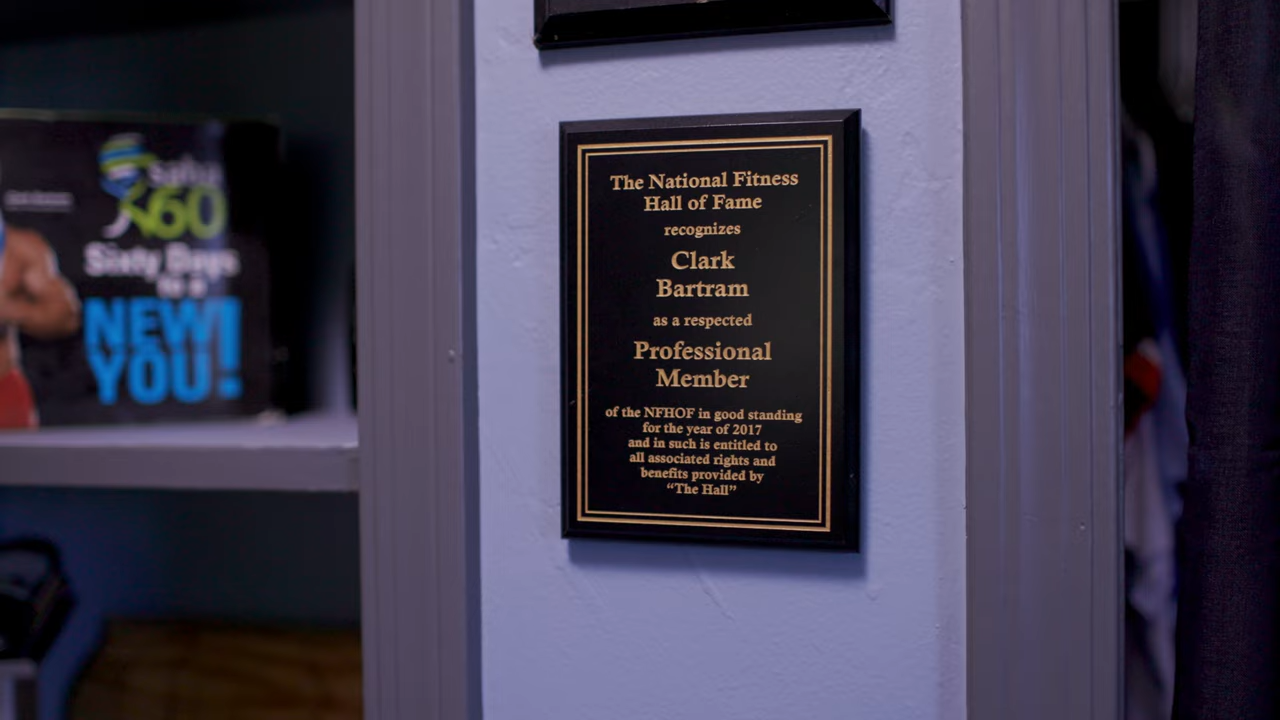 The National Fitness
Hall of Fame
recognizes
Clark
Bartram
as a respected
Professional
Member
of the NFHOF in good standing
for the year of 2017
and in such is entitled to
all associated rights and
benefits provided by
“The Hall”
60
Sixty Days
to a
NEW
YOU!